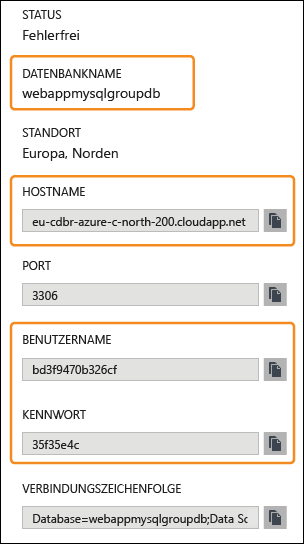 STATUS
Fehlerfrei
DATENBANKNAME
webappmysqlgroupdb
STANDORT
Europa, Norden
HOSTNAME
eu-cdbr-azure-c-north-200.cloudapp.net
PORT
3306
BENUTZERNAME
bd3f9470b326cf
KENNWORT
35f35e4c
VERBINDUNGSZEICHENFOLGE
Database=webappmysqlgroupdb;Data Sc